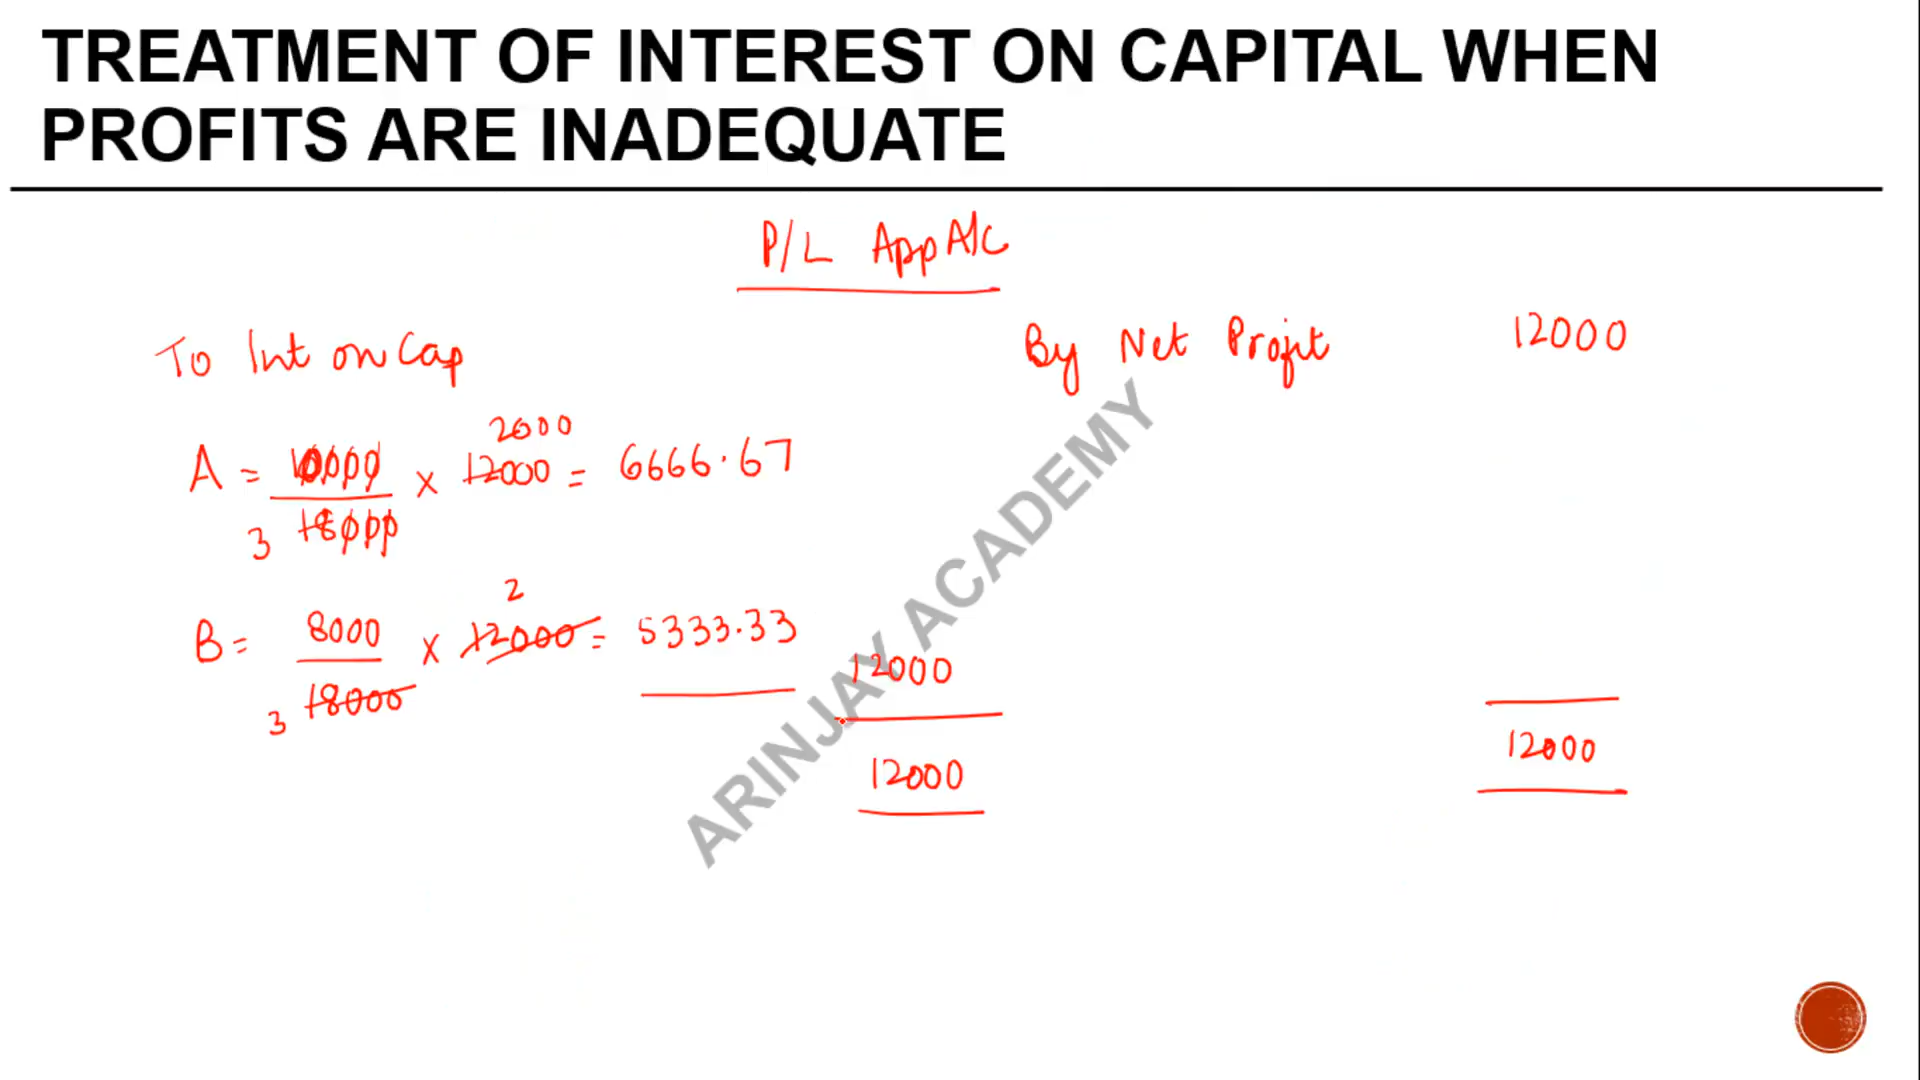 TREATMENT OF INTEREST ON CAPITAL WHEN
PROFITS ARE INADEQUATE
P/L App A/c
To Int on Cap
By Net Profit 12000
2000
A = 10000 x 12000 = 6666.67
3 18000
2
B = 8000 x 12000 = 5333.33
3 18000
12000
12000
12000
ARINJAY ACADEMY